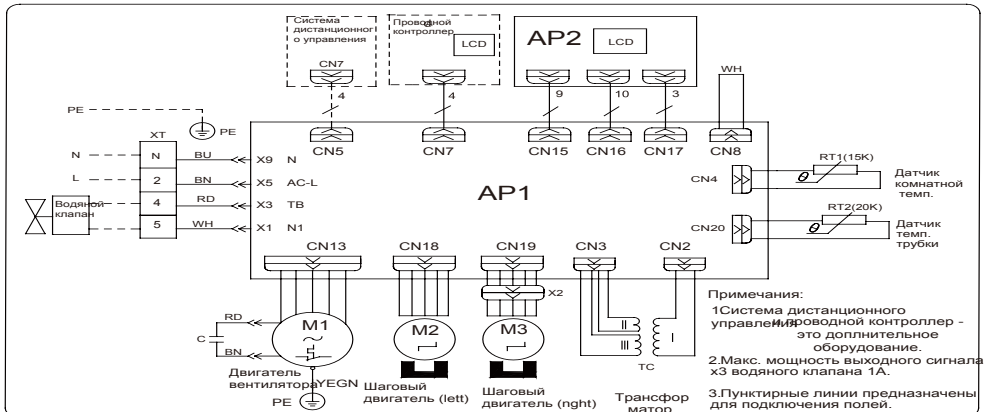 Система
дистанционног
о управления
Проводной
контроллер
LCD
AP2
LCD
CN7
4
4
9
10
3
WH
PE
PE
CN5
CN7
CN15
CN16
CN17
CN8
XT
N
N
BU
X9
N
L
2
BN
X5
AC-L
Водяной
клапан
4
RD
X3
TB
5
WH
X1
N1
AP1
CN4
RT1(15K)
θ
Датчик
комнатной
темп.
CN20
RT2(20K)
θ
Датчик
темп.
трубки
CN13
CN18
CN19
CN3
CN2
X2
RD
C
BN
M1
M2
M3
II
III
I
TC
Двигатель
вентилятора
YEGN
PE
Шаговый
двигатель (lett)
Шаговый
двигатель (nght)
Трансфор
матор
Примечания:
1Система дистанционного
управления
и проводной контроллер -
это доплнительное
оборудование.
2.Макс. мощность выходного сигнала
х3 водяного клапана 1А.
3.Пунктирные линии предназначены
для подключения полей.